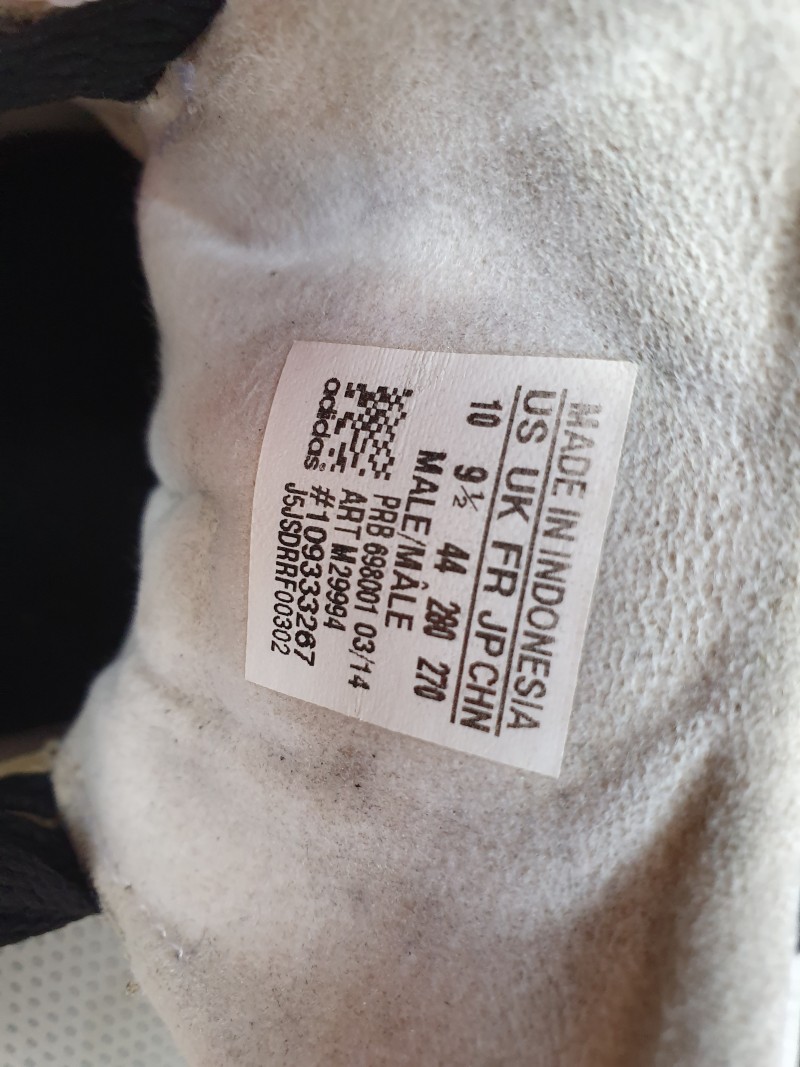 MADE IN INDONESIA
US UK FR JP CHN
10 9½ 44 280 270
MALE/MÂLE
PRB 698001 03/14
ART M29994
#109333267
J5JSDRRF00302
adidas